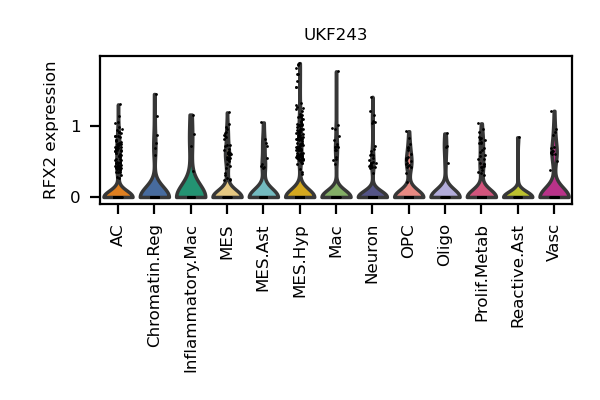 UKF243
RFX2 expression
1
0
AC
Chromatin.Reg
Inflammatory.Mac
MES
MES.Ast
MES.Hyp
Mac
Neuron
OPC
Oligo
Prolif.Metab
Reactive.Ast
Vasc